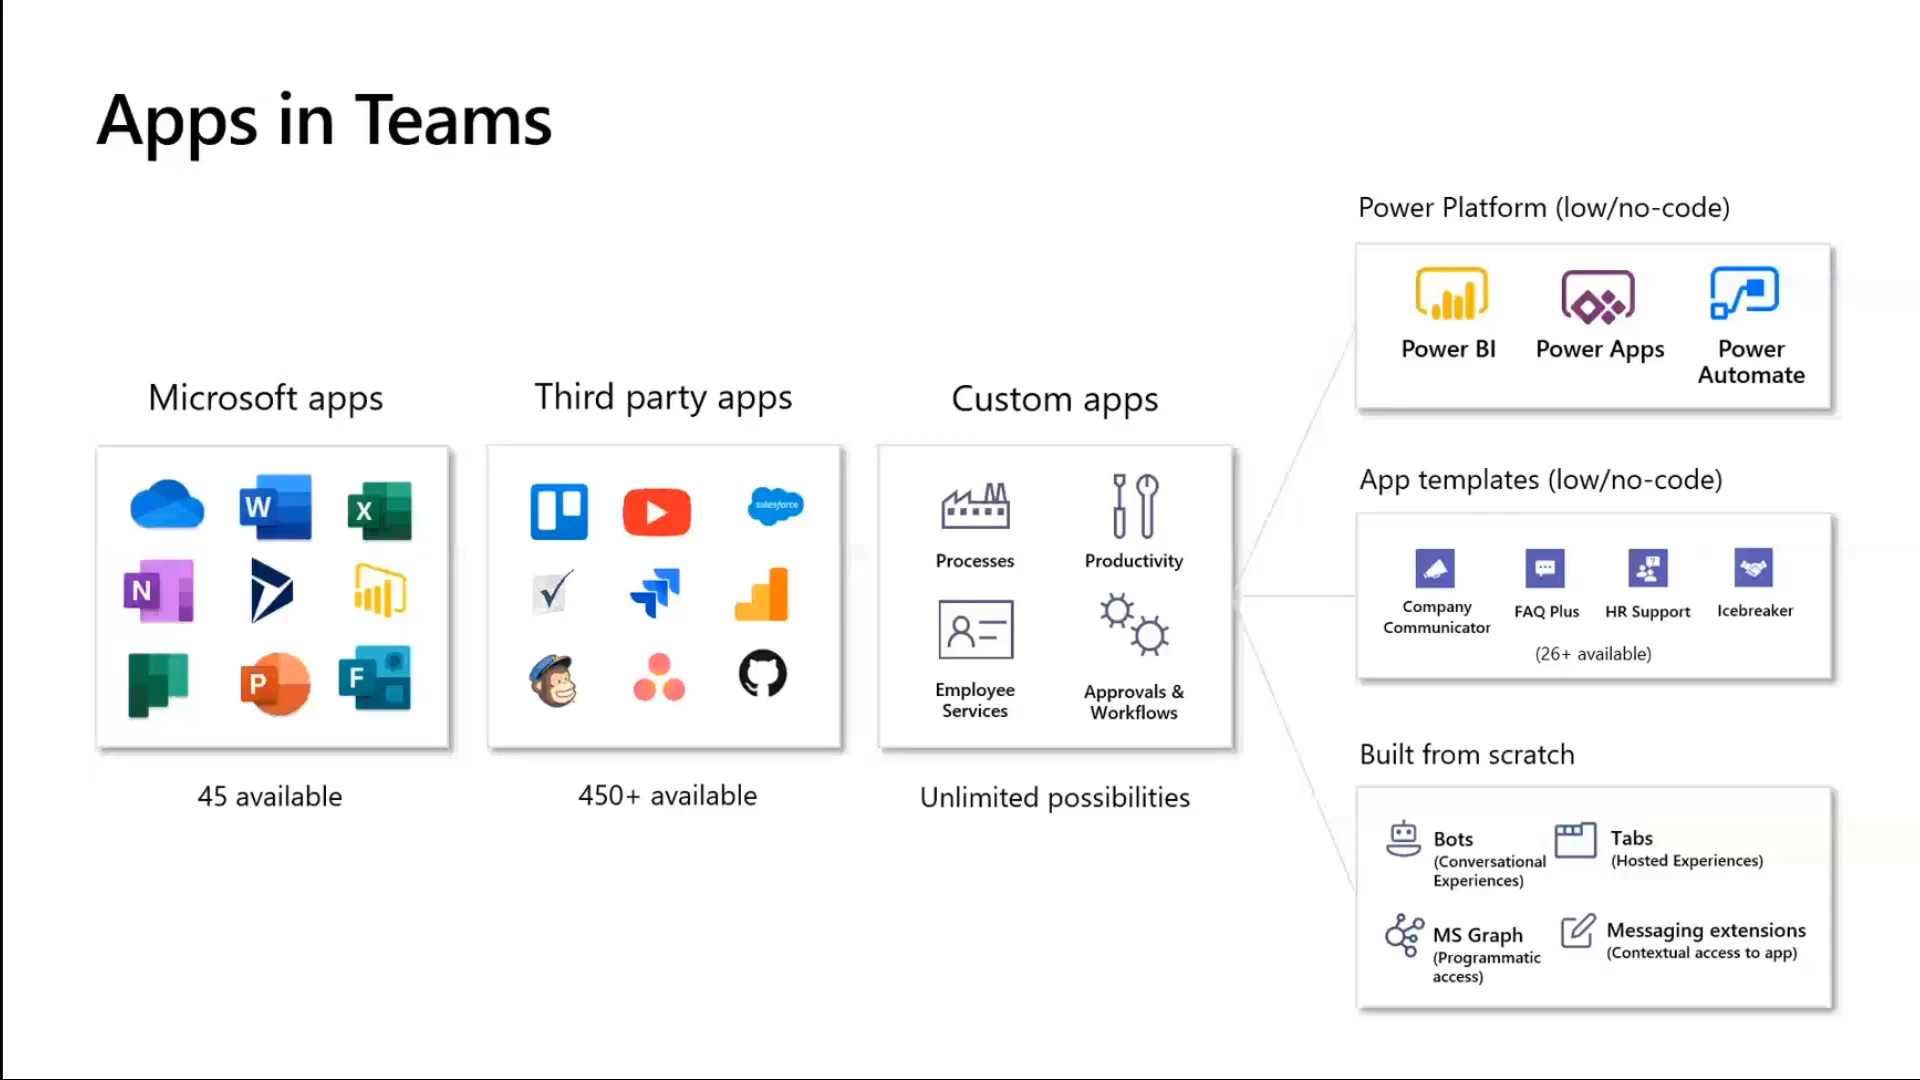 Apps in Teams
Microsoft apps
W
X
N
P
F
45 available
Third party apps
salesforce
450+ available
Custom apps
Processes
Productivity
Employee
Services
Approvals &
Workflows
Unlimited possibilities
Power Platform (low/no-code)
Power BI
Power Apps
Power
Automate
App templates (low/no-code)
Company
Communicator
FAQ Plus
HR Support
Icebreaker
(26+ available)
Built from scratch
Bots
(Conversational
Experiences)
Tabs
(Hosted Experiences)
MS Graph
(Programmatic
access)
Messaging extensions
(Contextual access to app)